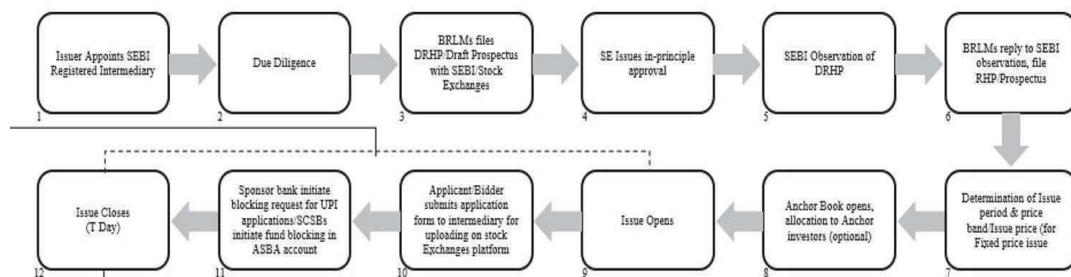 Issuer Appoints SEBI
Registered Intermediary
1
Due Diligence
2
BRLMs files
DRHP/Draft Prospectus
with SEBI/Stock
Exchanges
3
SE Issues in-principle
approval
4
SEBI Observation of
DRHP
5
BRLMs reply to SEBI
observation, file
RHP/Prospectus
6
Determination of Issue
period & price
band/Issue price (for
Fixed price issue
7
Anchor Book opens,
allocation to Anchor
investors (optional)
8
Issue Opens
9
Applicant/Bidder
submits application
form to intermediary for
uploading on stock
Exchanges platform
10
Sponsor bank initiate
blocking request for UPI
applications/SCSBs
initiate fund blocking in
ASBA account
11
Issue Closes
(T Day)
12